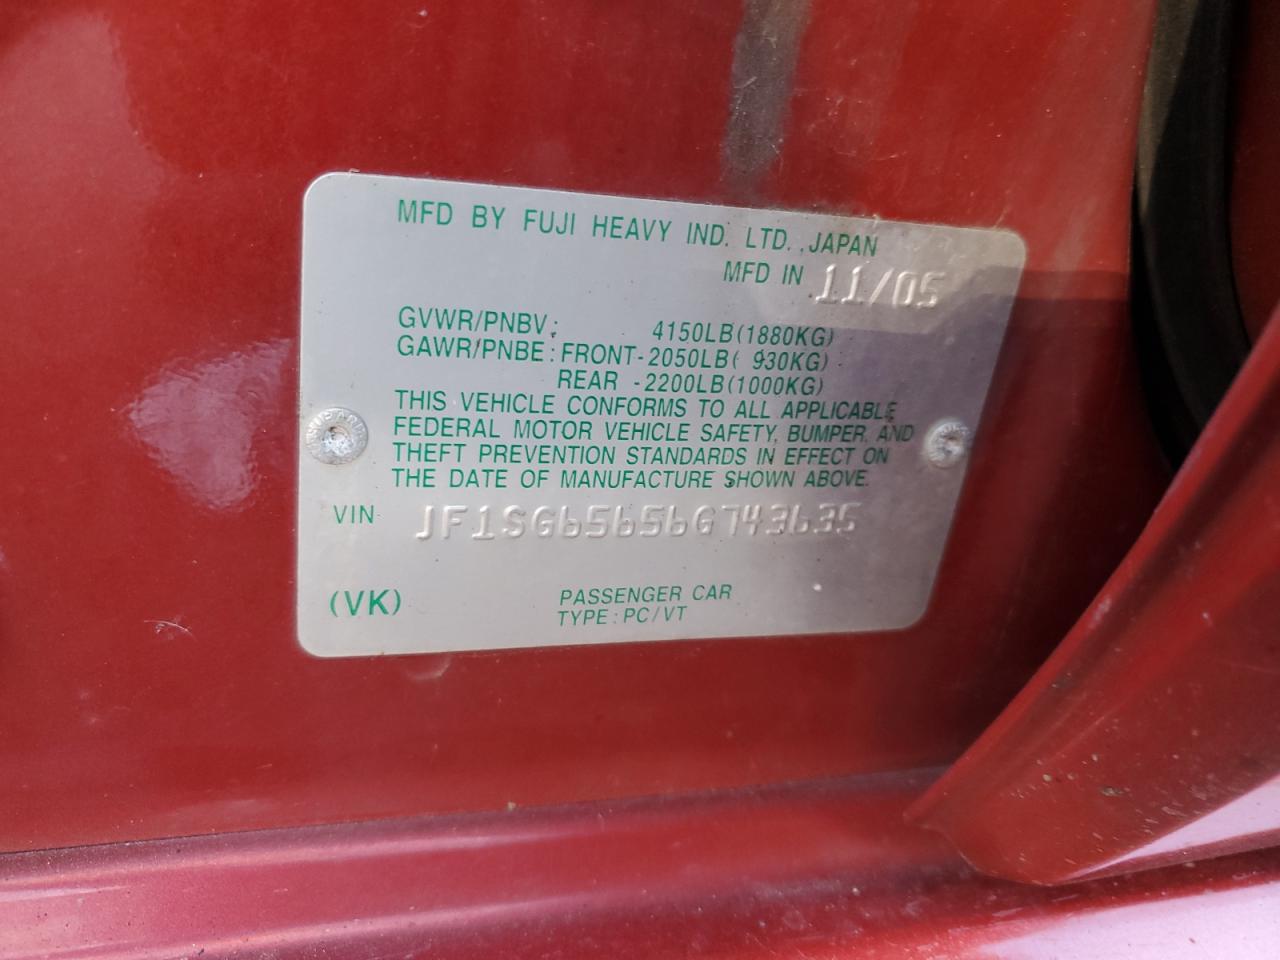 MFD BY FUJI HEAVY IND. LTD., JAPAN
MFD IN 11/05
GVWR/PNBV: 4150LB(1880KG)
GAWR/PNBE: FRONT-2050LB( 930KG)
REAR -2200LB(1000KG)
THIS VEHICLE CONFORMS TO ALL APPLICABLE
FEDERAL MOTOR VEHICLE SAFETY, BUMPER, AND
THEFT PREVENTION STANDARDS IN EFFECT ON
THE DATE OF MANUFACTURE SHOWN ABOVE.
VIN JF1SG65656G743635
(VK) PASSENGER CAR
TYPE: PC/VT